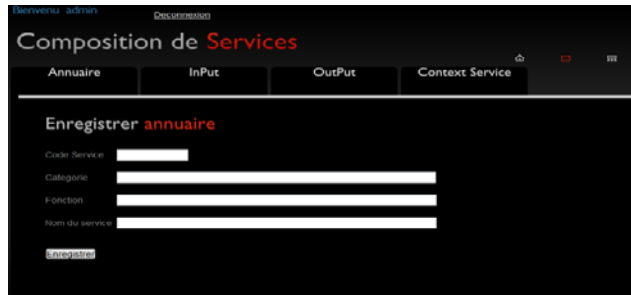 Bienvenu admin Deconnexion
Composition de Services
Annuaire InPut OutPut Context Service
Enregistrer annuaire
Code Service
Categorie
Fonction
Nom du service
Enregistrer